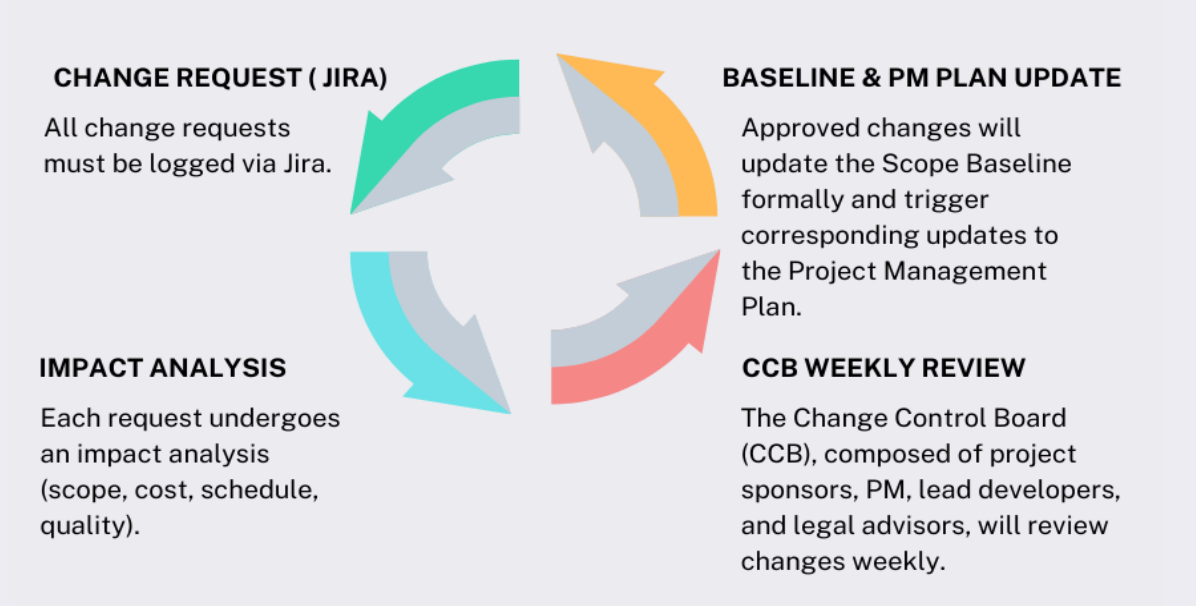 CHANGE REQUEST ( JIRA)
All change requests
must be logged via Jira.
BASELINE & PM PLAN UPDATE
Approved changes will
update the Scope Baseline
formally and trigger
corresponding updates to
the Project Management
Plan.
IMPACT ANALYSIS
Each request undergoes
an impact analysis
(scope, cost, schedule,
quality).
CCB WEEKLY REVIEW
The Change Control Board
(CCB), composed of project
sponsors, PM, lead developers,
and legal advisors, will review
changes weekly.